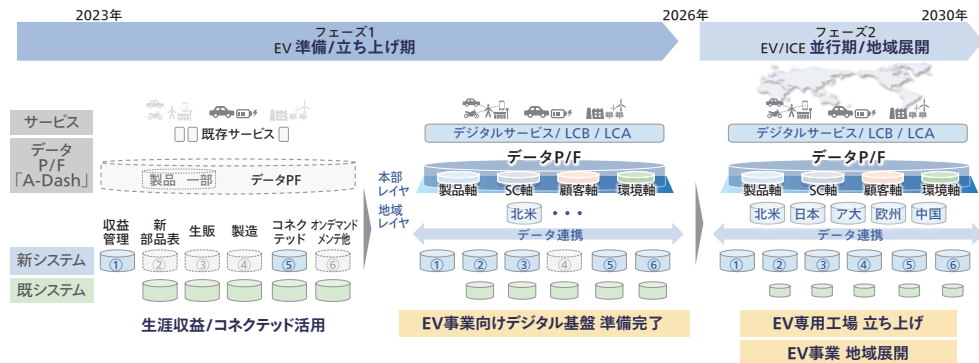 2023年
2026年
2030年
フェーズ1
EV 準備/立ち上げ期
フェーズ2
EV/ICE 並行期/地域展開
サービス
データ
P/F
「A-Dash」
新システム
既システム
既存サービス
製品 一部
データPF
収益
管理
新
部品表
生販
製造
コネク
テッド
オンデマンド
メンテ他
①
②
③
④
⑤
⑥
生涯収益/コネクテッド活用
デジタルサービス/ LCB / LCA
データP/F
本部
レイヤ
製品軸
SC軸
顧客軸
環境軸
地域
レイヤ
北米
・・・
データ連携
①
②
③
④
⑤
⑥
EV事業向けデジタル基盤 準備完了
デジタルサービス/ LCB / LCA
データP/F
製品軸
SC軸
顧客軸
環境軸
北米
日本
ア大
欧州
中国
データ連携
①
②
③
④
⑤
⑥
EV専用工場 立ち上げ
EV事業 地域展開